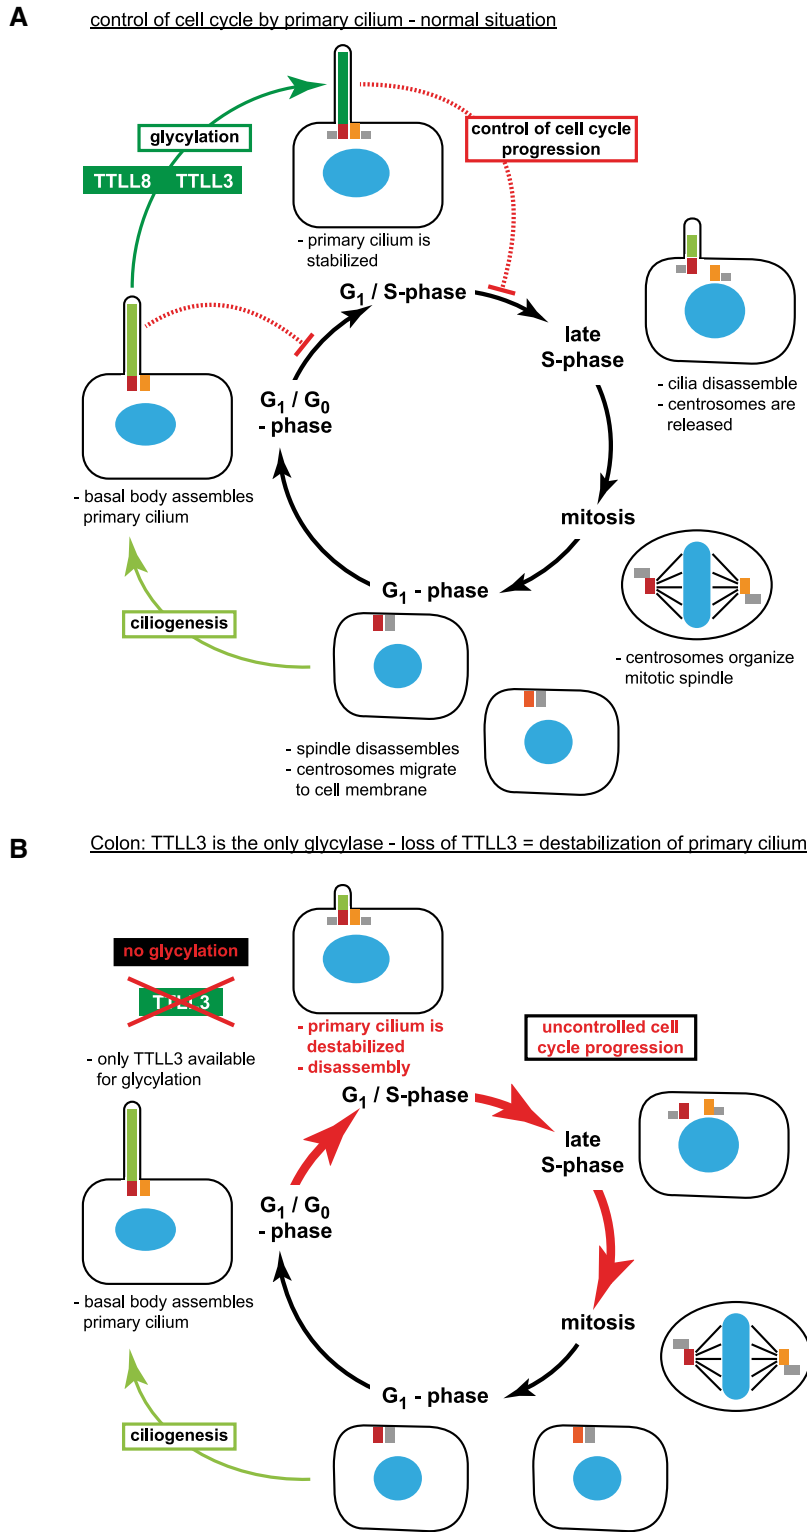 A
control of cell cycle by primary cilium - normal situation
glycylation
TTLL8 TTLL3
control of cell cycle
progression
- primary cilium is
stabilized
G1 / S-phase
late
S-phase
- cilia disassemble
- centrosomes are
released
G1 / G0
- phase
- basal body assembles
primary cilium
mitosis
G1 - phase
ciliogenesis
- centrosomes organize
mitotic spindle
- spindle disassembles
- centrosomes migrate
to cell membrane
B
Colon: TTLL3 is the only glycylase - loss of TTLL3 = destabilization of primary cilium
no glycylation
TTLL3
- only TTLL3 available
for glycylation
- primary cilium is
destabilized
- disassembly
uncontrolled cell
cycle progression
G1 / S-phase
late
S-phase
G1 / G0
- phase
- basal body assembles
primary cilium
mitosis
G1 - phase
ciliogenesis